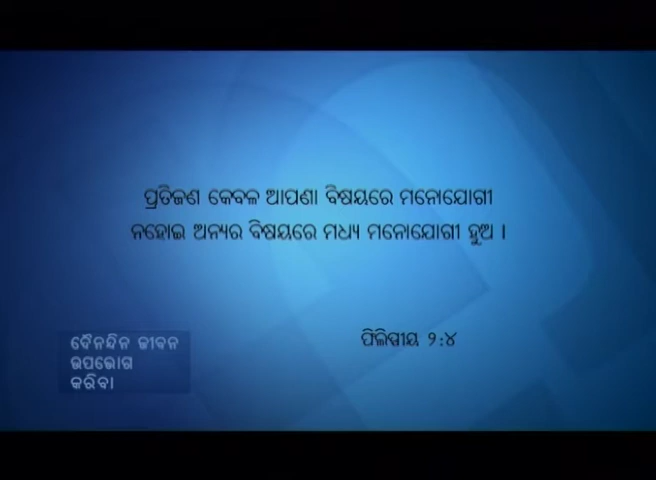 ପ୍ରତିଜଣ କେବଳ ଆପଣା ବିଷୟରେ ମନୋଯୋଗୀ
ନହୋଇ ଅନ୍ୟର ବିଷୟରେ ମଧ୍ୟ ମନୋଯୋଗୀ ହୁଅ ।
ଫିଲିପ୍ପୀୟ ୨:୪
ଦୈନନ୍ଦିନ ଜୀବନ
ଉପଭୋଗ
କରିବା